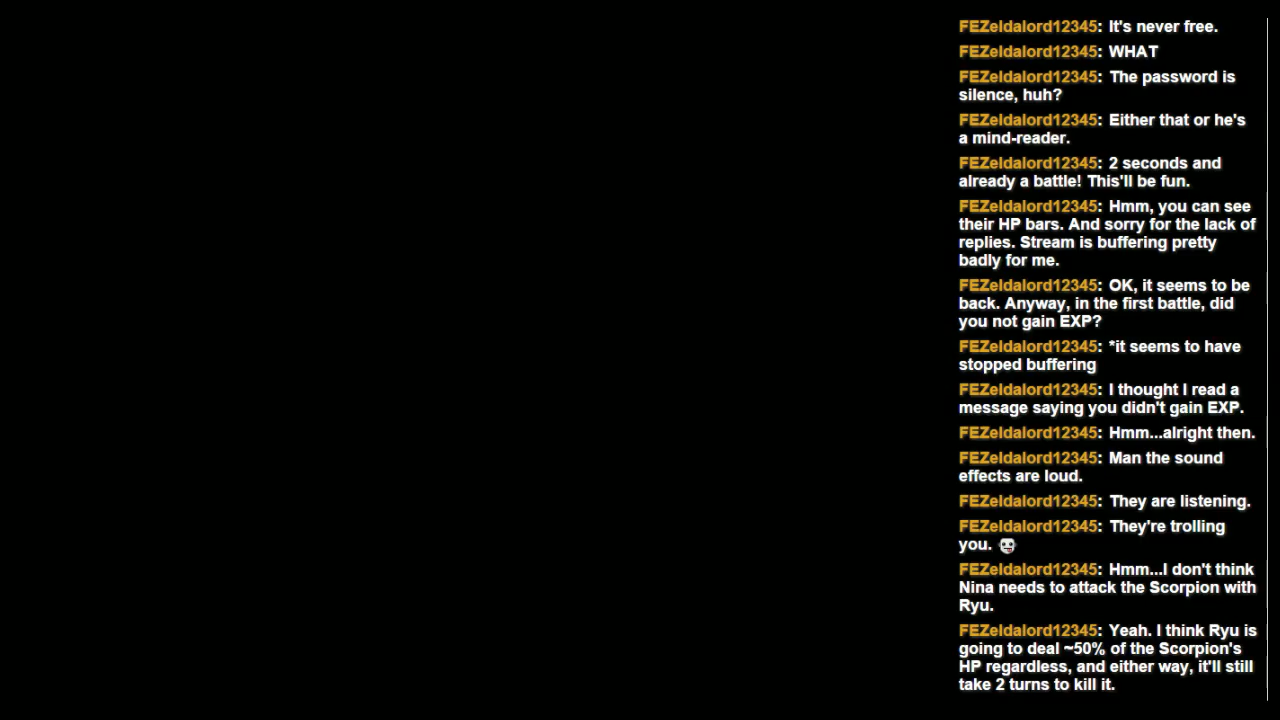 FEZeldalord12345: It's never free.
FEZeldalord12345: WHAT
FEZeldalord12345: The password is
silence, huh?
FEZeldalord12345: Either that or he's
a mind-reader.
FEZeldalord12345: 2 seconds and
already a battle! This'll be fun.
FEZeldalord12345: Hmm, you can see
their HP bars. And sorry for the lack of
replies. Stream is buffering pretty
badly for me.
FEZeldalord12345: OK, it seems to be
back. Anyway, in the first battle, did
you not gain EXP?
FEZeldalord12345: *it seems to have
stopped buffering
FEZeldalord12345: I thought I read a
message saying you didn't gain EXP.
FEZeldalord12345: Hmm...alright then.
FEZeldalord12345: Man the sound
effects are loud.
FEZeldalord12345: They are listening.
FEZeldalord12345: They're trolling
you.
FEZeldalord12345: Hmm...I don't think
Nina needs to attack the Scorpion with
Ryu.
FEZeldalord12345: Yeah. I think Ryu is
going to deal ~50% of the Scorpion's
HP regardless, and either way, it'll still
take 2 turns to kill it.